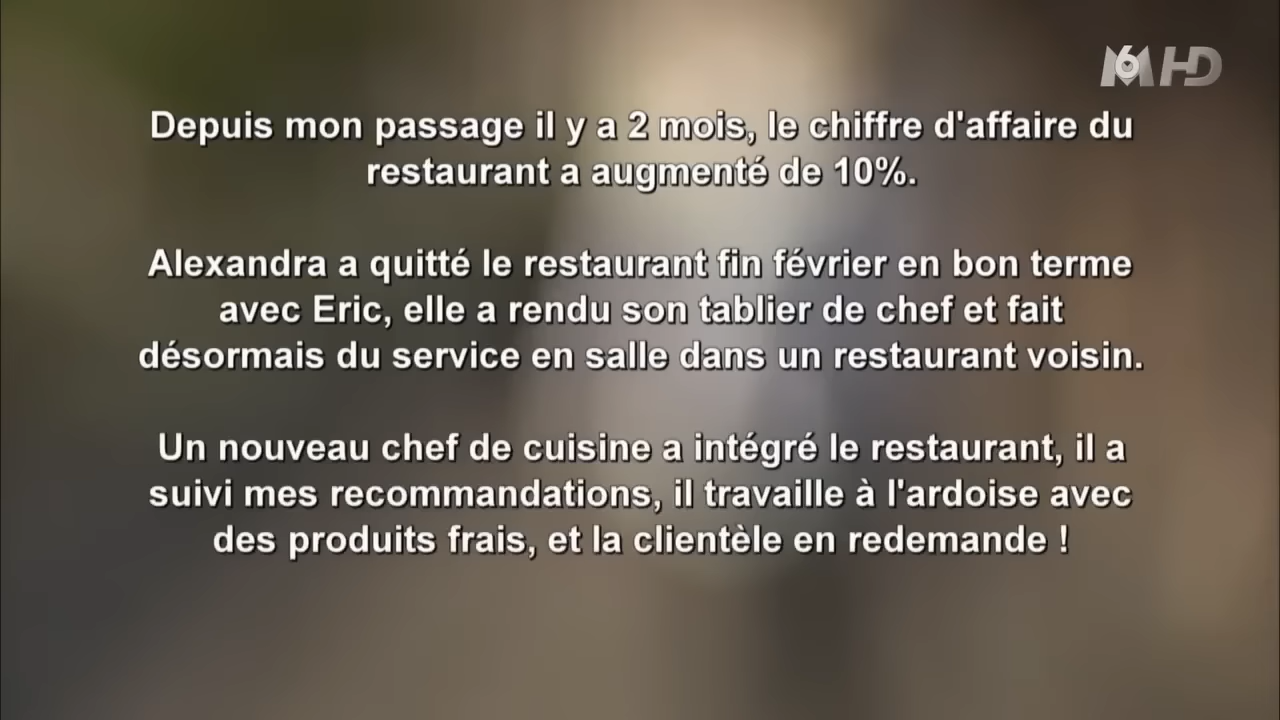 M6 HD
Depuis mon passage il y a 2 mois, le chiffre d'affaire du
restaurant a augmenté de 10%.
Alexandra a quitté le restaurant fin février en bon terme
avec Eric, elle a rendu son tablier de chef et fait
désormais du service en salle dans un restaurant voisin.
Un nouveau chef de cuisine a intégré le restaurant, il a
suivi mes recommandations, il travaille à l'ardoise avec
des produits frais, et la clientèle en redemande !